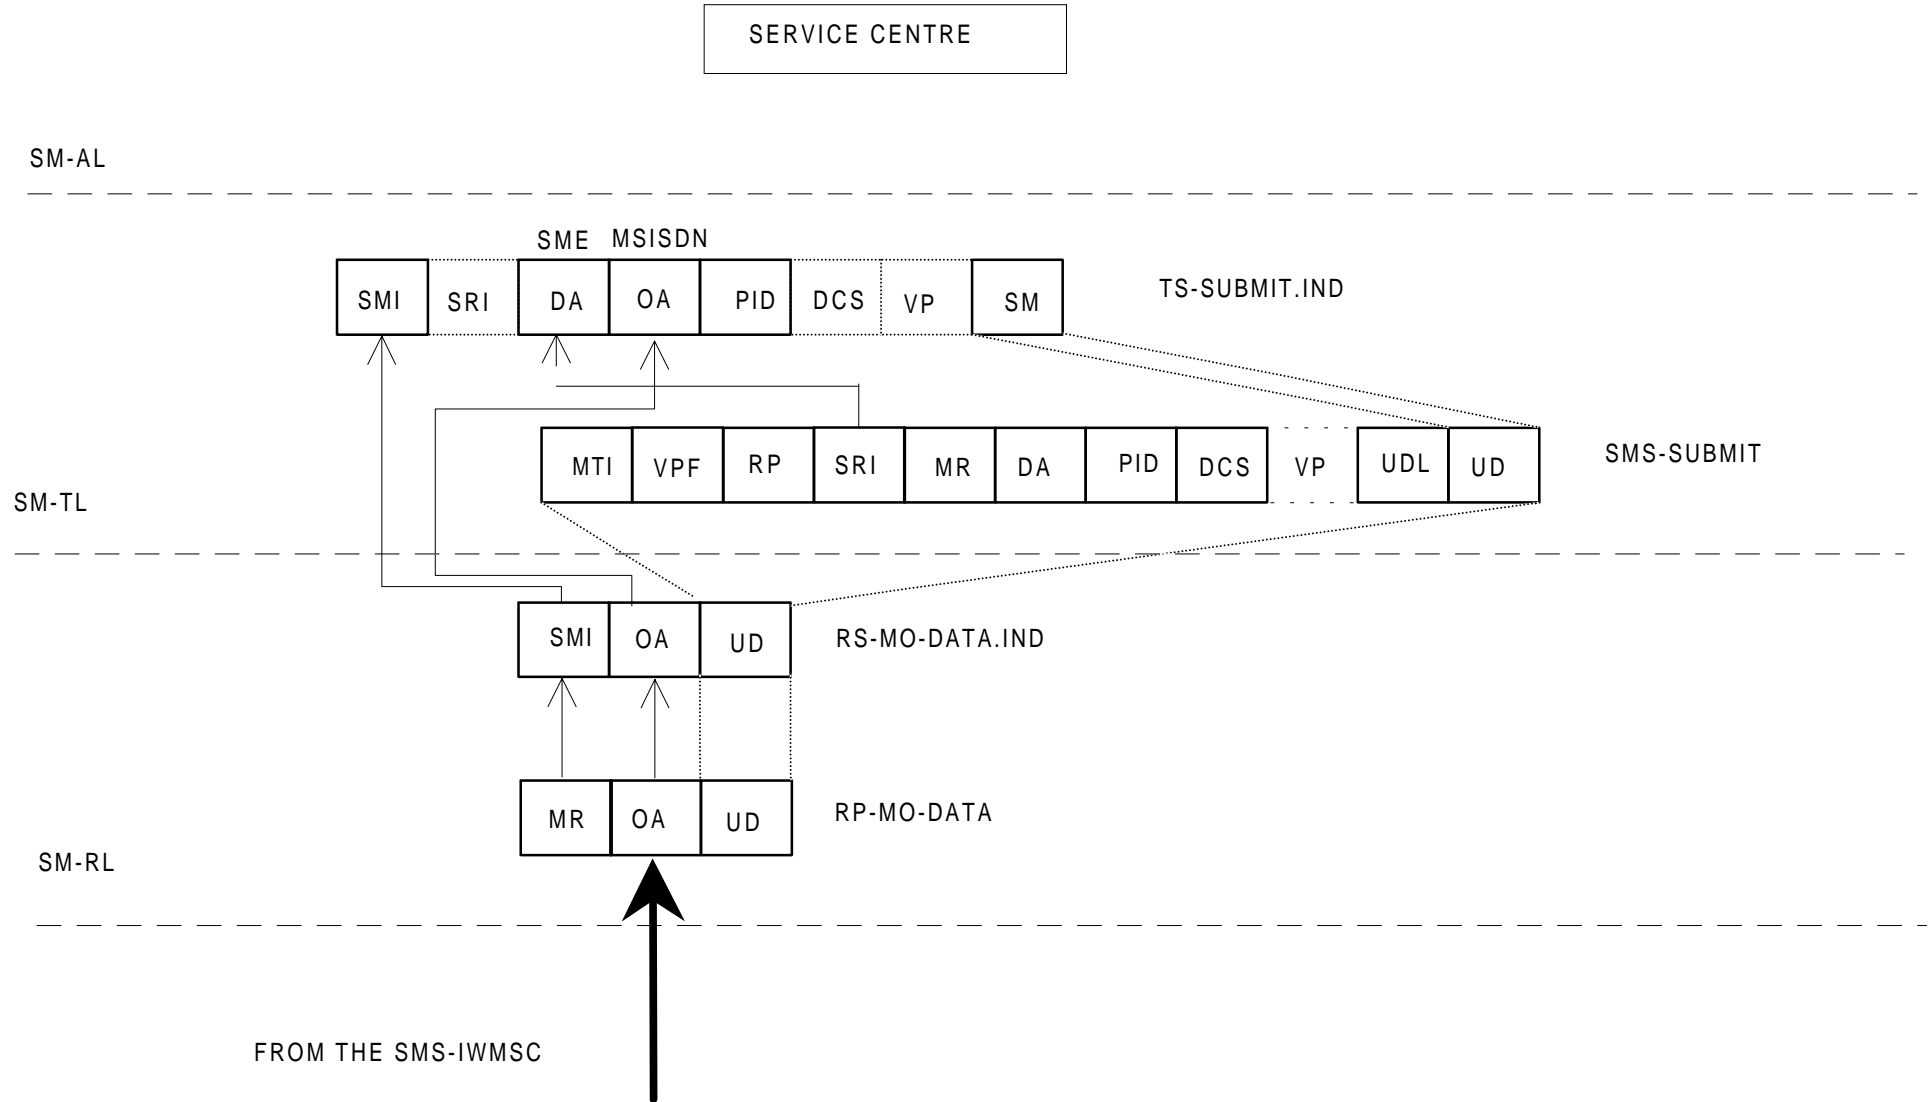 SERVICE CENTRE
SM-AL
SME MSISDN
SMI SRI DA OA PID DCS VP SM TS-SUBMIT.IND
MTI VPF RP SRI MR DA PID DCS VP UDL UD SMS-SUBMIT
SM-TL
SMI OA UD RS-MO-DATA.IND
MR OA UD RP-MO-DATA
SM-RL
FROM THE SMS-IWMSC